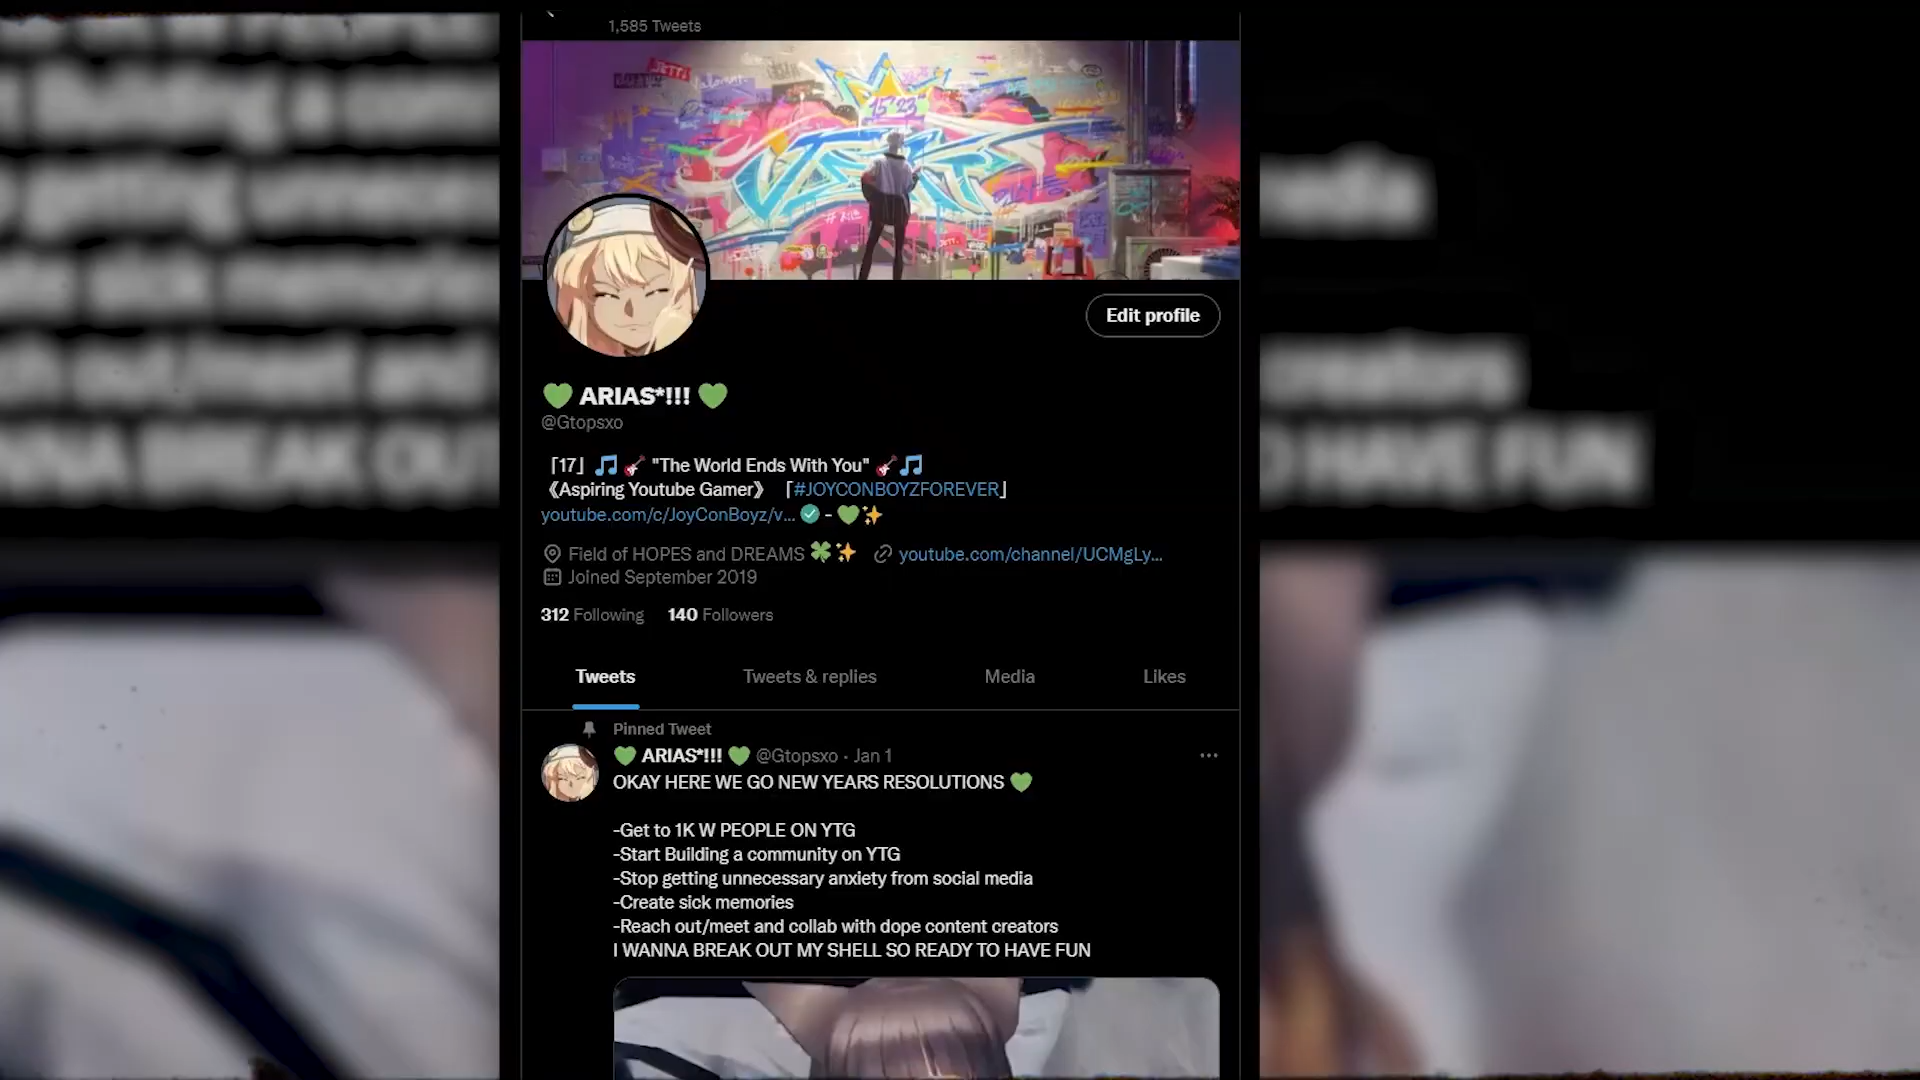 1,585 Tweets
15'23"
Edit profile
💚 ARIAS*!!! 💚
@Gtopsxo
「17」 🎵🎸 "The World Ends With You" 🎸🎵
《Aspiring Youtube Gamer》 「#JOYCONBOYZFOREVER」
youtube.com/c/JoyConBoyz/v... ✅ - 💚✨
Field of HOPES and DREAMS 🍀✨ youtube.com/channel/UCMgLy...
Joined September 2019
312 Following 140 Followers
Tweets Tweets & replies Media Likes
Pinned Tweet
💚 ARIAS*!!! 💚 @Gtopsxo · Jan 1
OKAY HERE WE GO NEW YEARS RESOLUTIONS 💚
-Get to 1K W PEOPLE ON YTG
-Start Building a community on YTG
-Stop getting unnecessary anxiety from social media
-Create sick memories
-Reach out/meet and collab with dope content creators
I WANNA BREAK OUT MY SHELL SO READY TO HAVE FUN